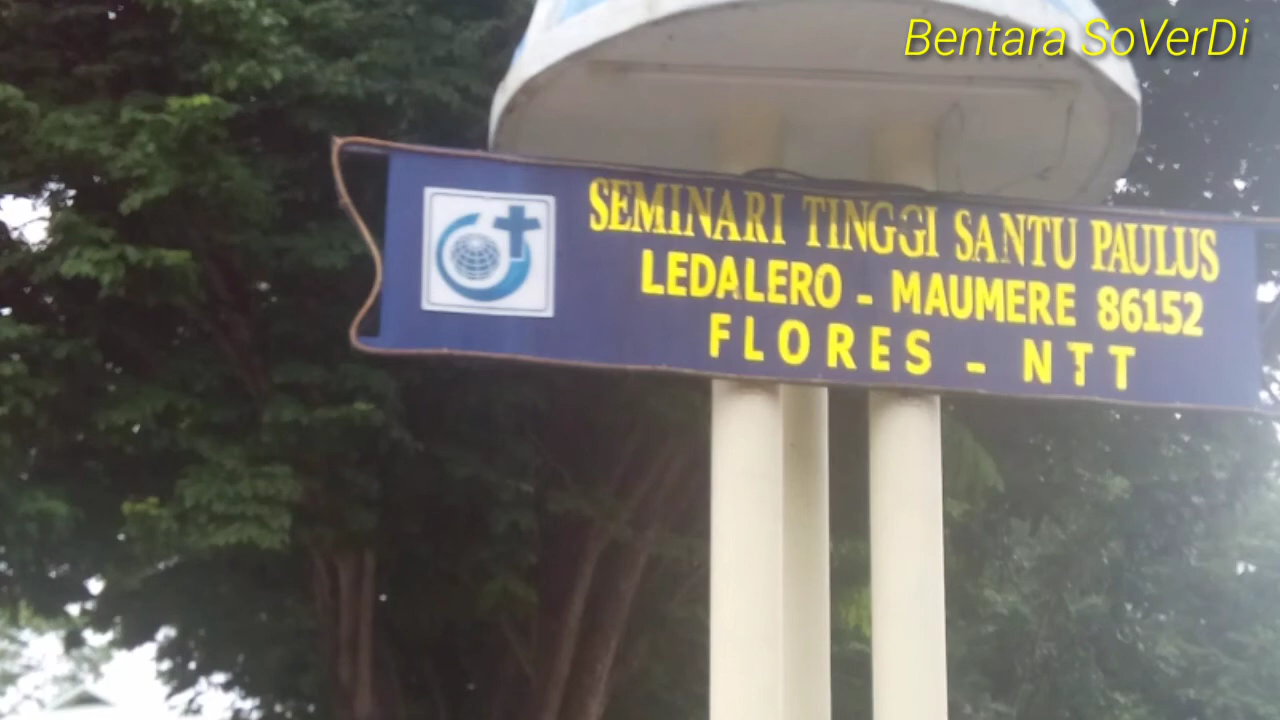 Bentara SoVerDi
SEMINARI TINGGI SANTU PAULUS
LEDALERO - MAUMERE 86152
FLORES - NTT